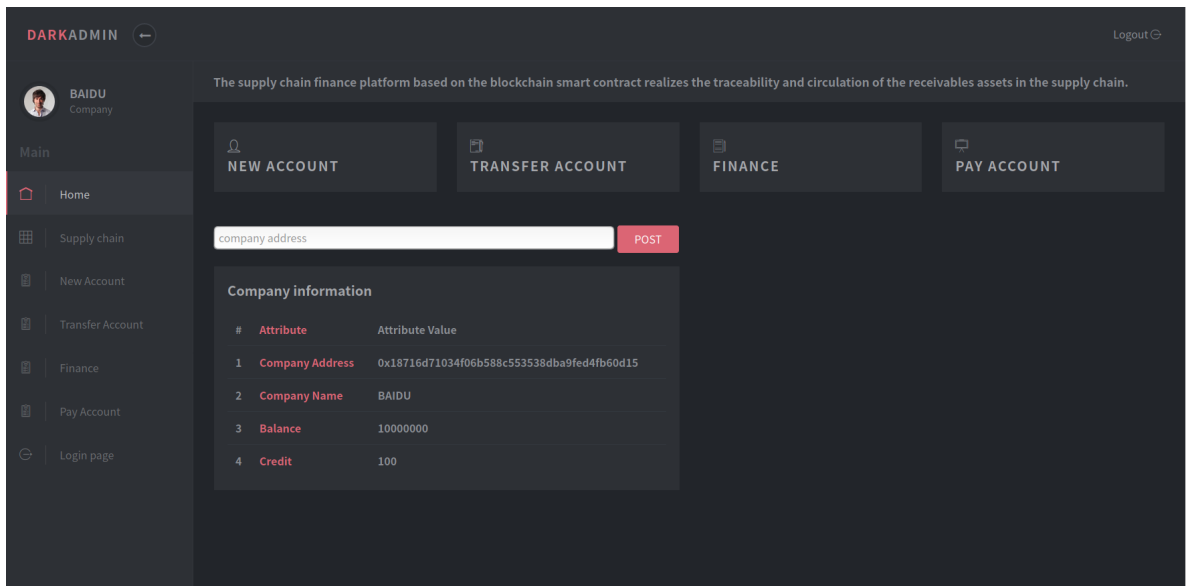 DARKADMIN
Logout
BAIDU
Company
Main
Home
Supply chain
New Account
Transfer Account
Finance
Pay Account
Login page
The supply chain finance platform based on the blockchain smart contract realizes the traceability and circulation of the receivables assets in the supply chain.
NEW ACCOUNT
TRANSFER ACCOUNT
FINANCE
PAY ACCOUNT
company address
POST
Company information
# Attribute Attribute Value
1 Company Address 0x18716d71034f06b588c553538dba9fed4fb60d15
2 Company Name BAIDU
3 Balance 10000000
4 Credit 100